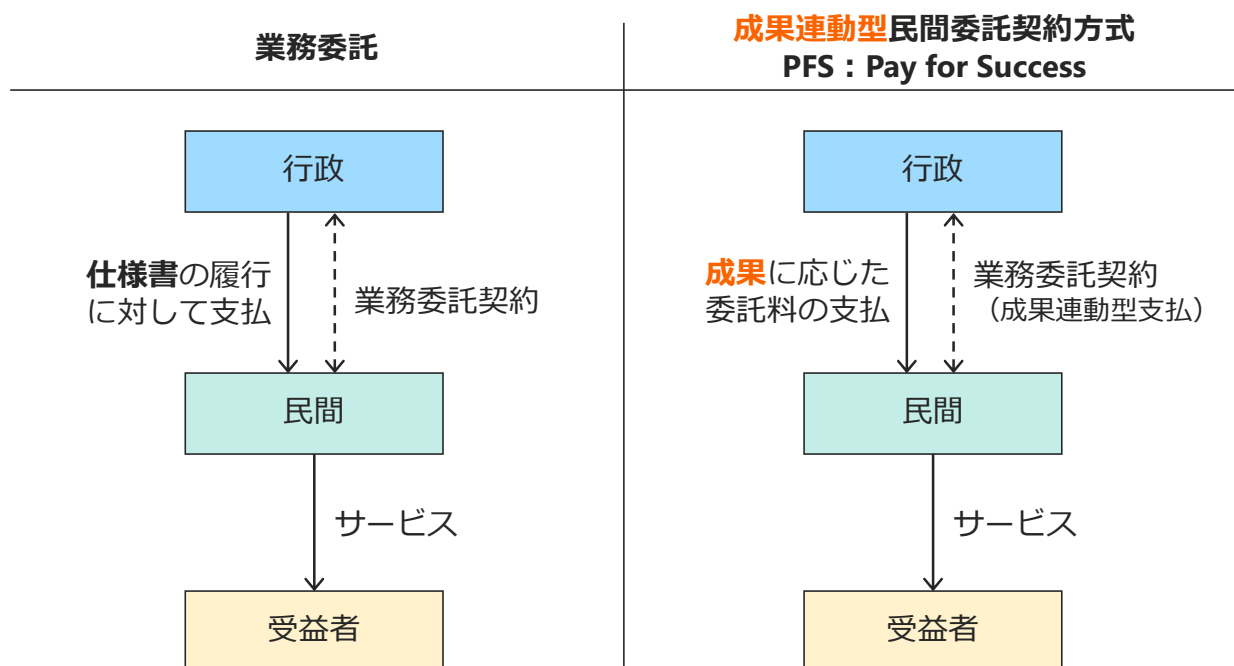 業務委託
成果連動型民間委託契約方式
PFS：Pay for Success
行政
仕様書の履行
に対して支払
業務委託契約
民間
サービス
受益者
行政
成果に応じた
委託料の支払
業務委託契約
（成果連動型支払）
民間
サービス
受益者